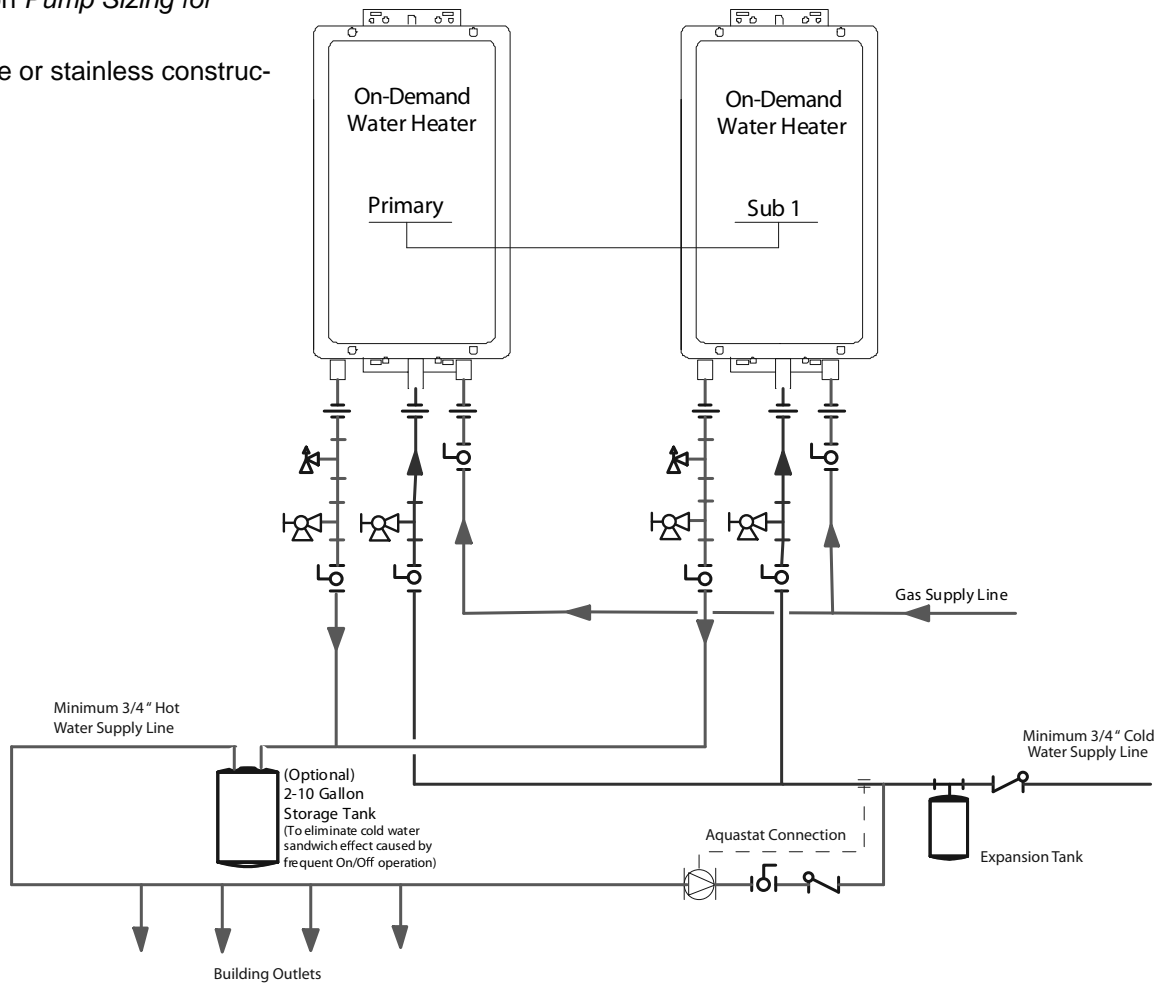 n Pump Sizing for
e or stainless construc-
On-Demand
Water Heater
On-Demand
Water Heater
Primary
Sub 1
Gas Supply Line
Minimum 3/4" Hot
Water Supply Line
Minimum 3/4" Cold
Water Supply Line
(Optional)
2-10 Gallon
Storage Tank
(To eliminate cold water
sandwich effect caused by
frequent On/Off operation)
Aquastat Connection
Expansion Tank
Building Outlets